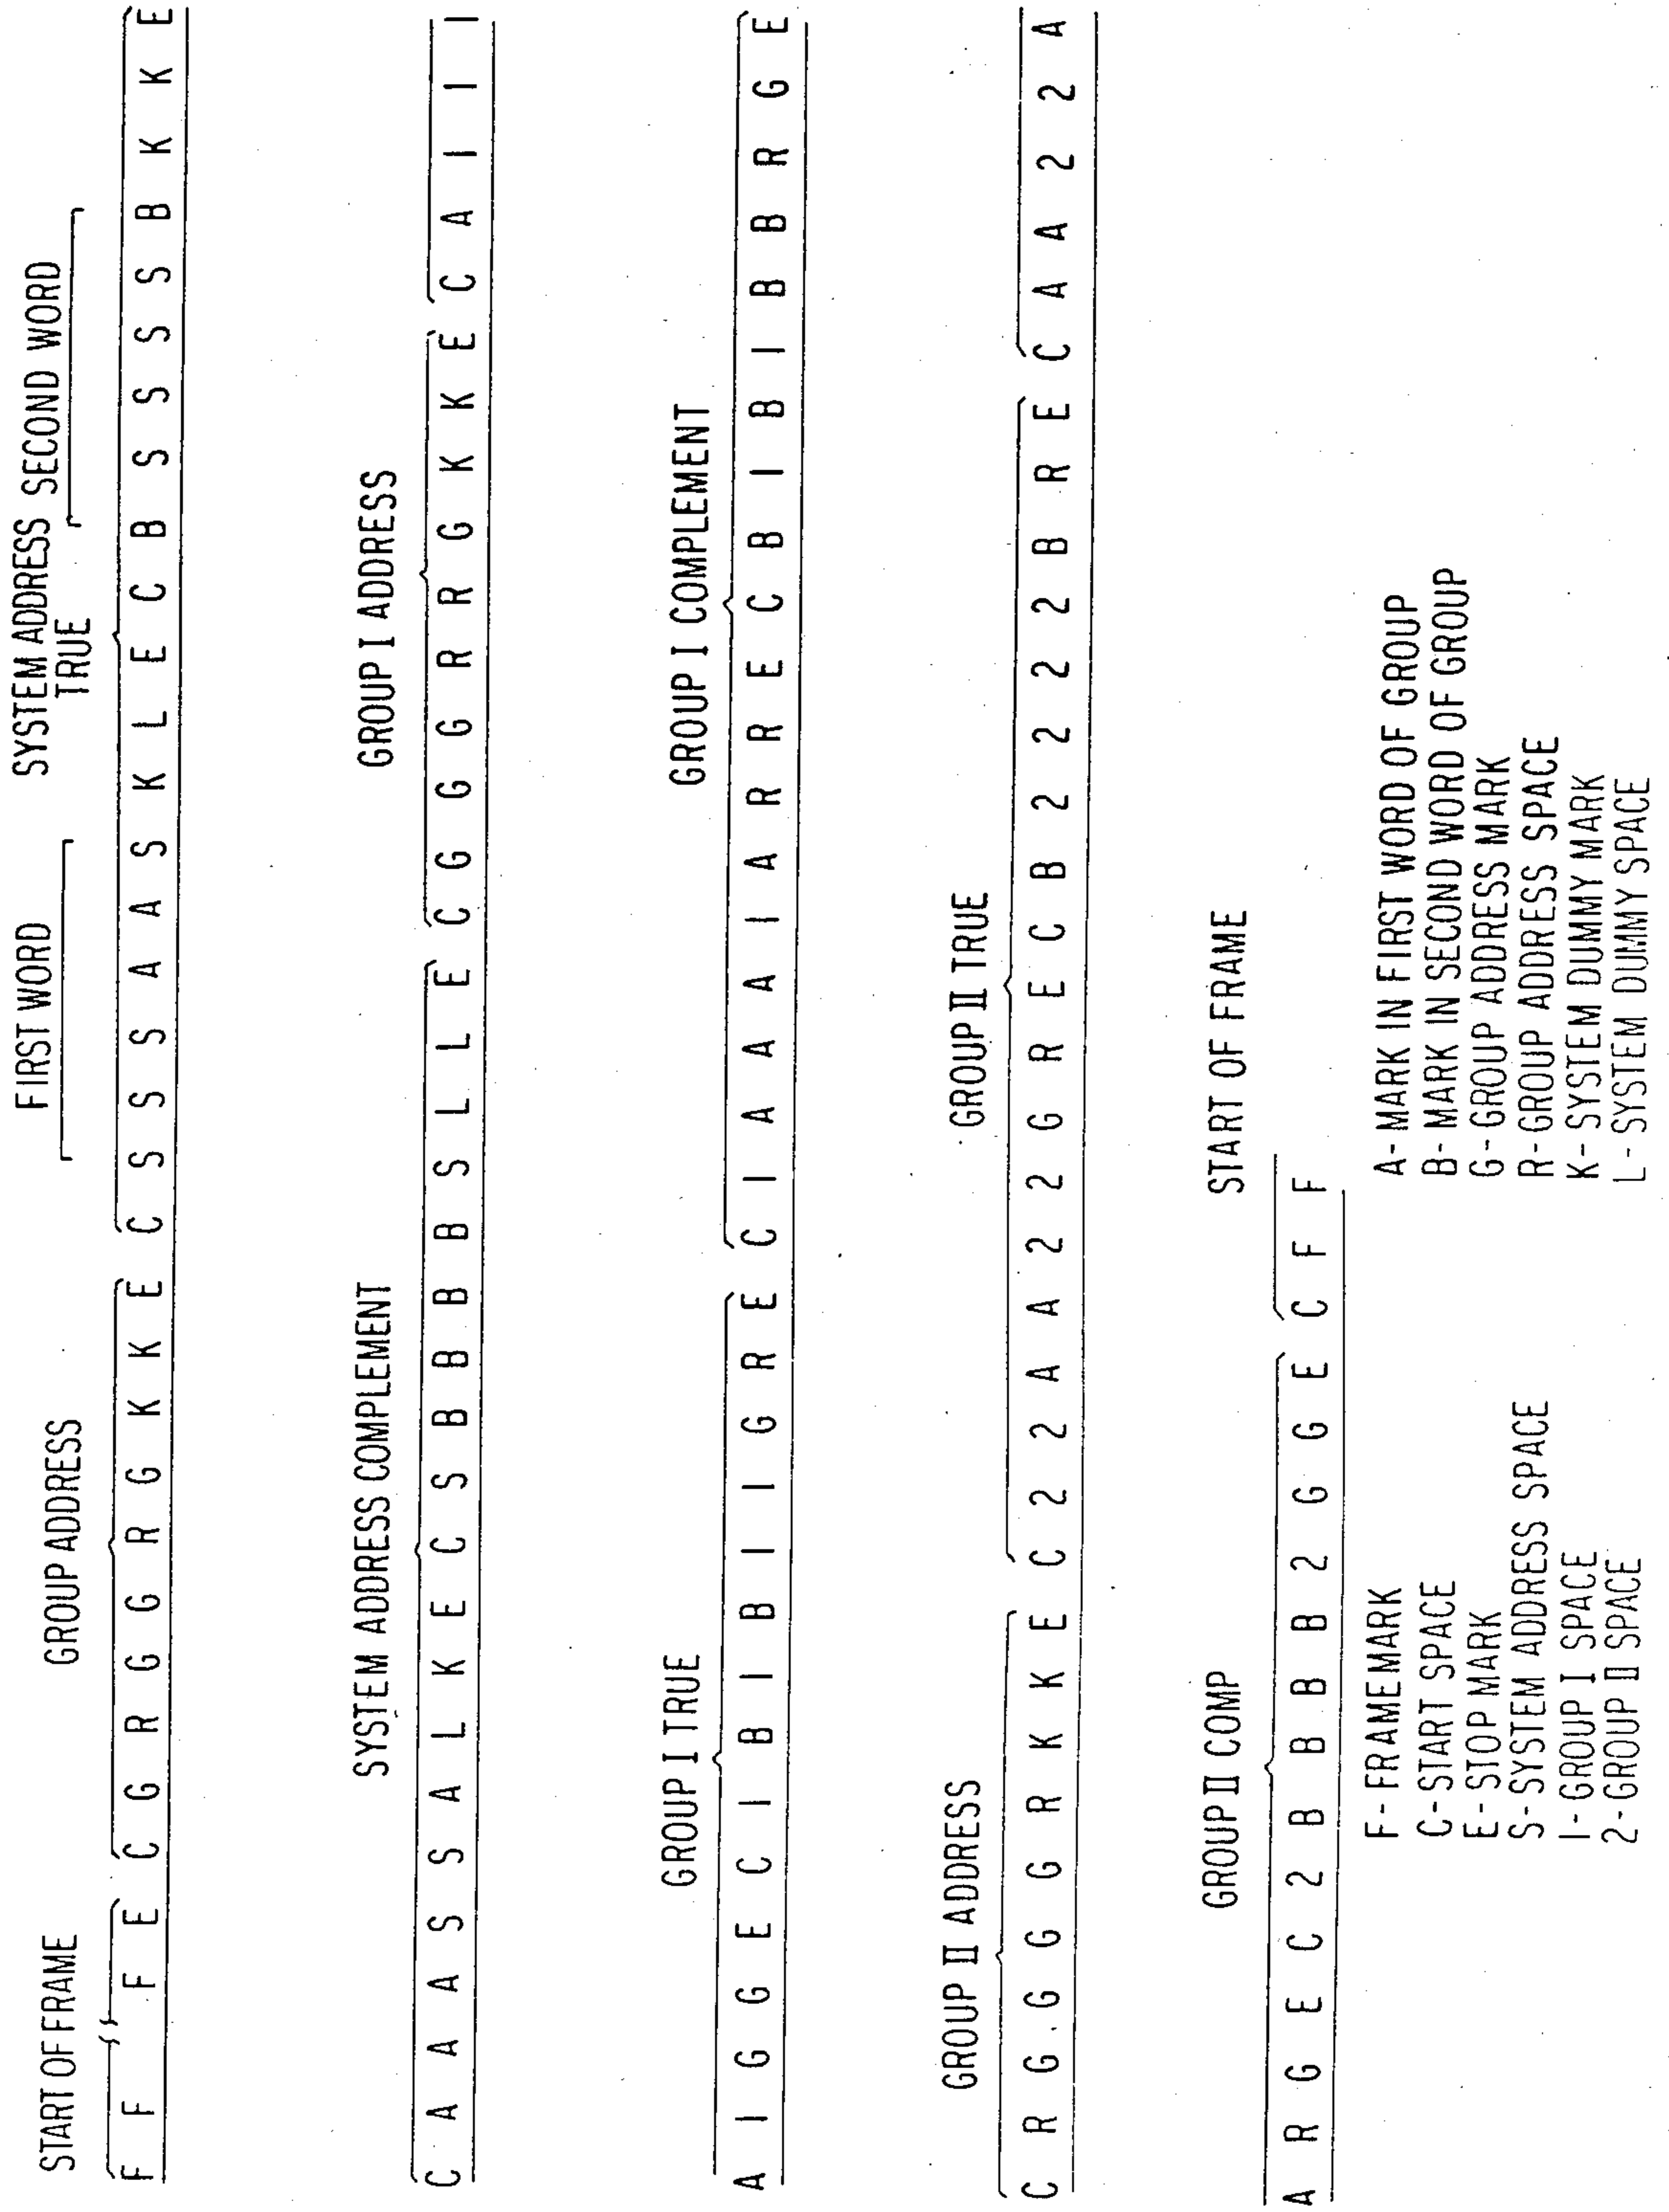 START OF FRAME
GROUP ADDRESS
FIRST WORD
SYSTEM ADDRESS
TRUE
SECOND WORD
F F F E C G R G G R G K K E C S S S A A S K L E C B S S S S B K K E
SYSTEM ADDRESS COMPLEMENT
GROUP I ADDRESS
C A A A S S A L K E C S B B B B S L L E C G G G R R G K K E C A I I I
GROUP I TRUE
GROUP I COMPLEMENT
A I G G E C I B I B I I G R E C I A A A I A R R E C B I B I B B R G E
GROUP II ADDRESS
GROUP II TRUE
C R G G G G R K K E C 2 2 A A 2 2 G R E C B 2 2 2 2 B R E C A A 2 2 A
GROUP II COMP
START OF FRAME
A R G E C 2 B B B B 2 G G E C F F
F - FRAME MARK
C - START SPACE
E - STOP MARK
S - SYSTEM ADDRESS SPACE
I - GROUP I SPACE
2 - GROUP II SPACE
A - MARK IN FIRST WORD OF GROUP
B - MARK IN SECOND WORD OF GROUP
G - GROUP ADDRESS MARK
R - GROUP ADDRESS SPACE
K - SYSTEM DUMMY MARK
L - SYSTEM DUMMY SPACE